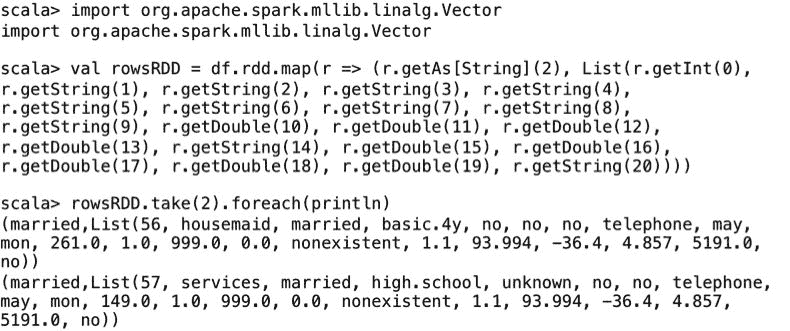 scala> import org.apache.spark.mllib.linalg.Vector
import org.apache.spark.mllib.linalg.Vector
scala> val rowsRDD = df.rdd.map(r => (r.getAs[String](2), List(r.getInt(0),
r.getString(1), r.getString(2), r.getString(3), r.getString(4),
r.getString(5), r.getString(6), r.getString(7), r.getString(8),
r.getString(9), r.getDouble(10), r.getDouble(11), r.getDouble(12),
r.getDouble(13), r.getString(14), r.getDouble(15), r.getDouble(16),
r.getDouble(17), r.getDouble(18), r.getDouble(19), r.getString(20))))
scala> rowsRDD.take(2).foreach(println)
(married,List(56, housemaid, married, basic.4y, no, no, no, telephone, may,
mon, 261.0, 1.0, 999.0, 0.0, nonexistent, 1.1, 93.994, -36.4, 4.857, 5191.0,
no))
(married,List(57, services, married, high.school, unknown, no, no, telephone,
may, mon, 149.0, 1.0, 999.0, 0.0, nonexistent, 1.1, 93.994, -36.4, 4.857,
5191.0, no))